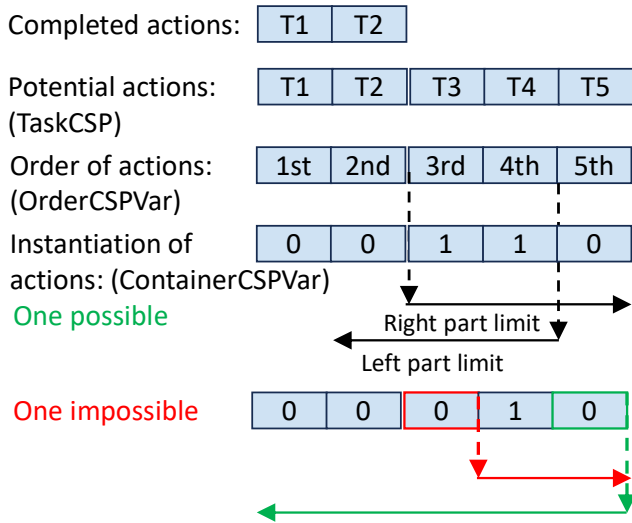 Completed actions: T1 T2
Potential actions: T1 T2 T3 T4 T5
(TaskCSP)
Order of actions: 1st 2nd 3rd 4th 5th
(OrderCSPVar)
Instantiation of 0 0 1 1 0
actions: (ContainerCSPVar)
One possible
Right part limit
Left part limit
One impossible 0 0 0 1 0